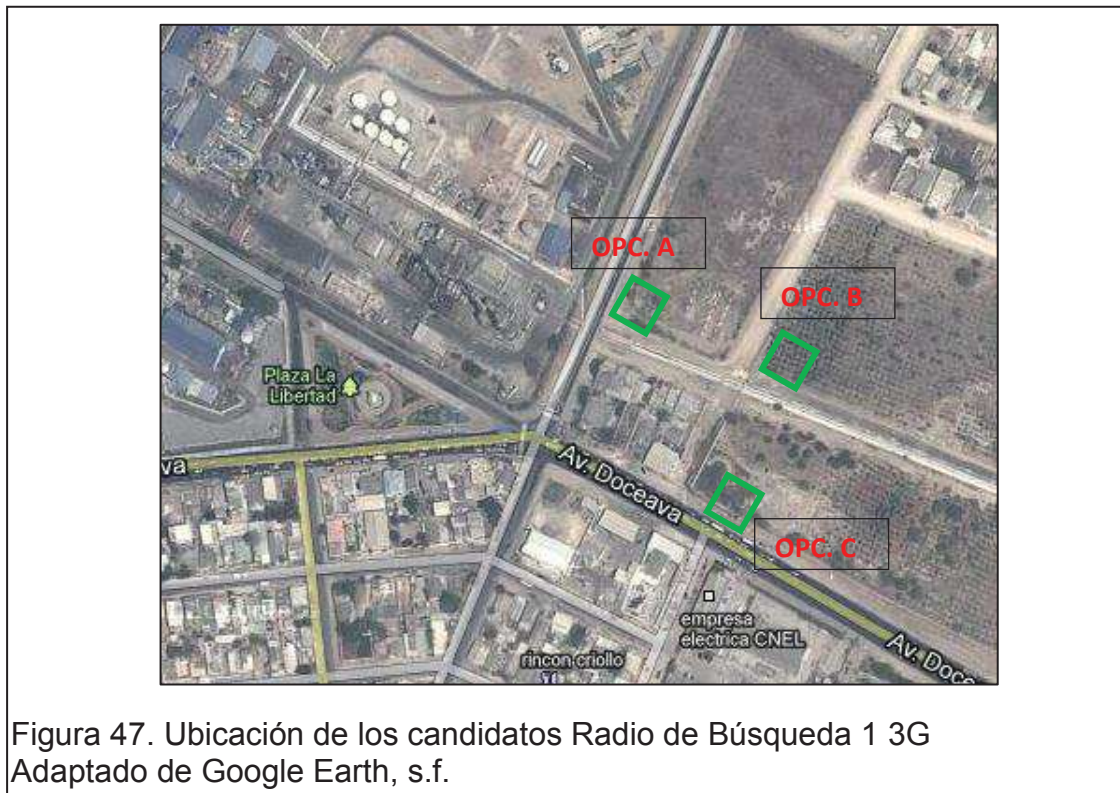 OPC. A
OPC. B
Plaza La
Libertad
va
Av. Doceava
OPC. C
empresa
electrica CNEL
rincon criollo
Av. Doce
Figura 47. Ubicación de los candidatos Radio de Búsqueda 1 3G
Adaptado de Google Earth, s.f.